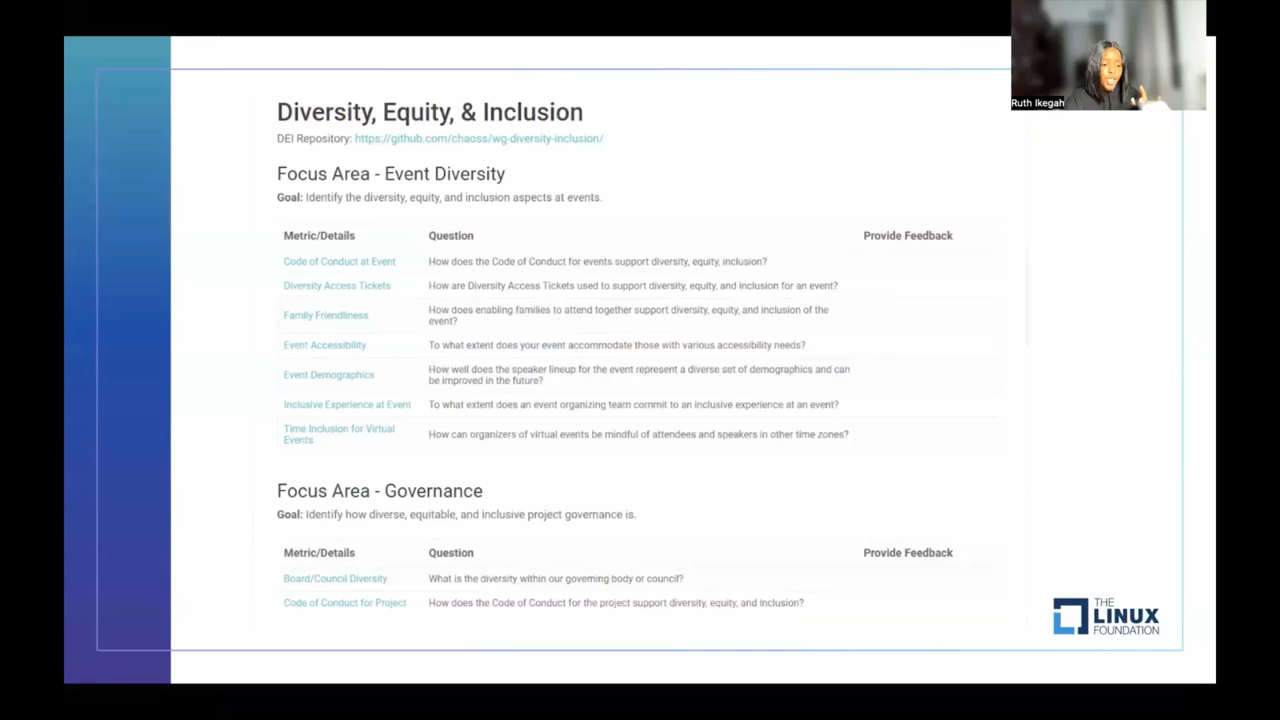 Ruth Ikegah
Diversity, Equity, & Inclusion
DEI Repository: https://github.com/chaoss/wg-diversity-inclusion/
Focus Area - Event Diversity
Goal: Identify the diversity, equity, and inclusion aspects at events.
Metric/Details Question Provide Feedback
Code of Conduct at Event How does the Code of Conduct for events support diversity, equity, inclusion?
Diversity Access Tickets How are Diversity Access Tickets used to support diversity, equity, and inclusion for an event?
Family Friendliness How does enabling families to attend together support diversity, equity, and inclusion of the
event?
Event Accessibility To what extent does your event accommodate those with various accessibility needs?
Event Demographics How well does the speaker lineup for the event represent a diverse set of demographics and can
be improved in the future?
Inclusive Experience at Event To what extent does an event organizing team commit to an inclusive experience at an event?
Time Inclusion for Virtual
Events How can organizers of virtual events be mindful of attendees and speakers in other time zones?
Focus Area - Governance
Goal: Identify how diverse, equitable, and inclusive project governance is.
Metric/Details Question Provide Feedback
Board/Council Diversity What is the diversity within our governing body or council?
Code of Conduct for Project How does the Code of Conduct for the project support diversity, equity, and inclusion?
THE
LINUX
FOUNDATION